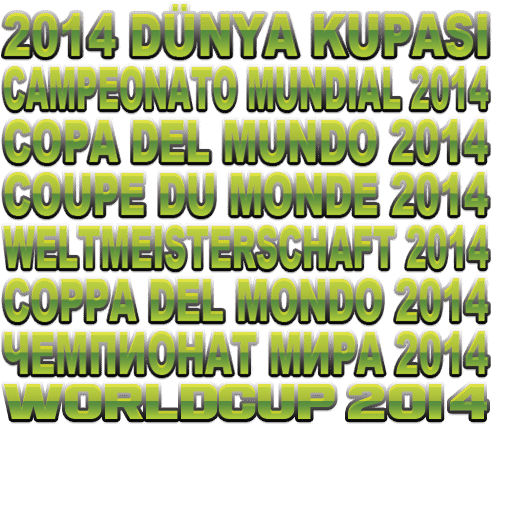 2014 DÜNYA KUPASI
CAMPEONATO MUNDIAL 2014
COPA DEL MUNDO 2014
COUPE DU MONDE 2014
WELTMEISTERSCHAFT 2014
COPPA DEL MONDO 2014
ЧЕМПИОНАТ МИРА 2014
WORLDCUP 2014